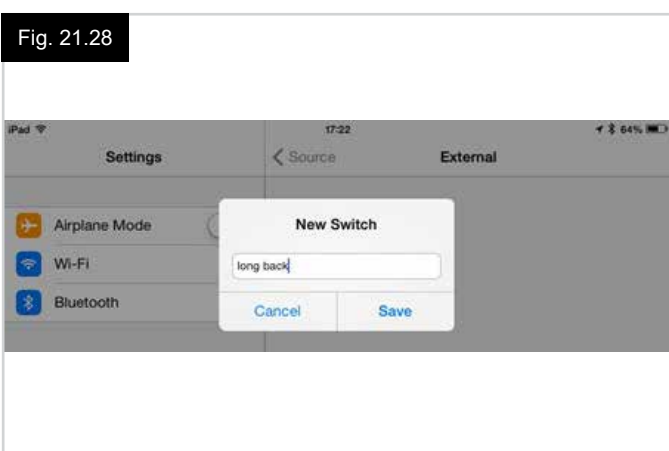 Fig. 21.28
iPad 17:22 64%
Settings < Source External
New Switch
Airplane Mode
long back
Wi-Fi
Bluetooth
Cancel Save